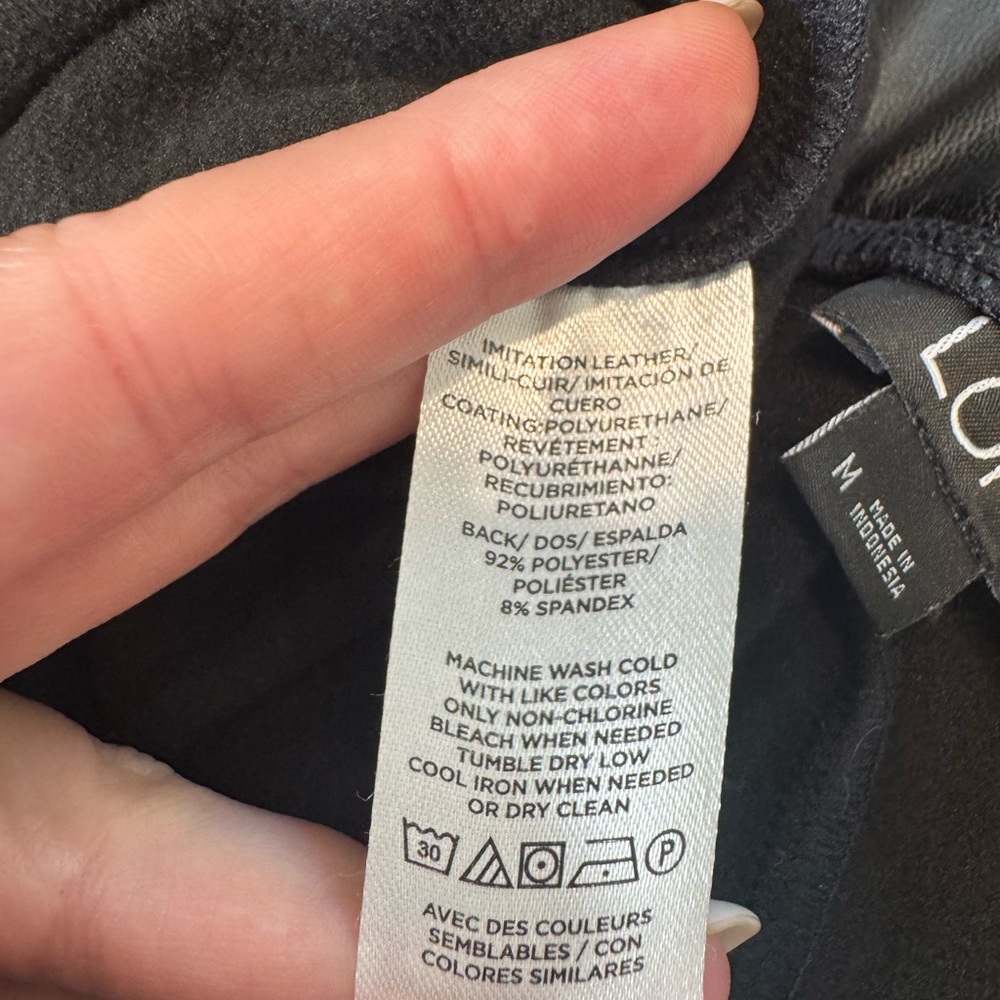 IMITATION LEATHER/
SIMILI-CUIR/ IMITACIÓN DE
CUERO
COATING:POLYURETHANE/
REVÉTEMENT :
POLYURÉTHANNE/
RECUBRIMIENTO:
POLIURETANO
BACK/ DOS/ ESPALDA
92% POLYESTER/
POLIÉSTER
8% SPANDEX
MACHINE WASH COLD
WITH LIKE COLORS
ONLY NON-CHLORINE
BLEACH WHEN NEEDED
TUMBLE DRY LOW
COOL IRON WHEN NEEDED
OR DRY CLEAN
30
P
AVEC DES COULEURS
SEMBLABLES / CON
COLORES SIMILARES
M
MADE IN
INDONESIA